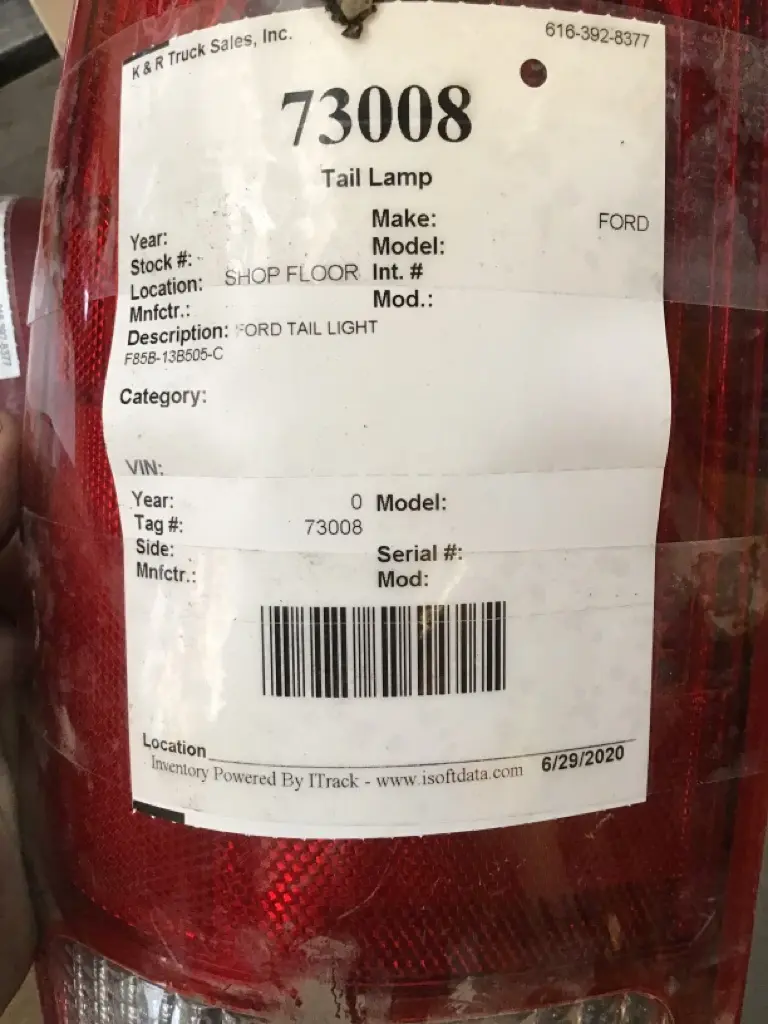 K & R Truck Sales, Inc. 616-392-8377
73008
Tail Lamp
Year: Make: FORD
Stock #: Model:
Location: SHOP FLOOR Int. #
Mnfctr.: Mod.:
Description: FORD TAIL LIGHT
F85B-13B505-C
Category:
VIN:
Year: 0 Model:
Tag #: 73008
Side: Serial #:
Mnfctr.: Mod:
Location
Inventory Powered By ITrack - www.isoftdata.com 6/29/2020